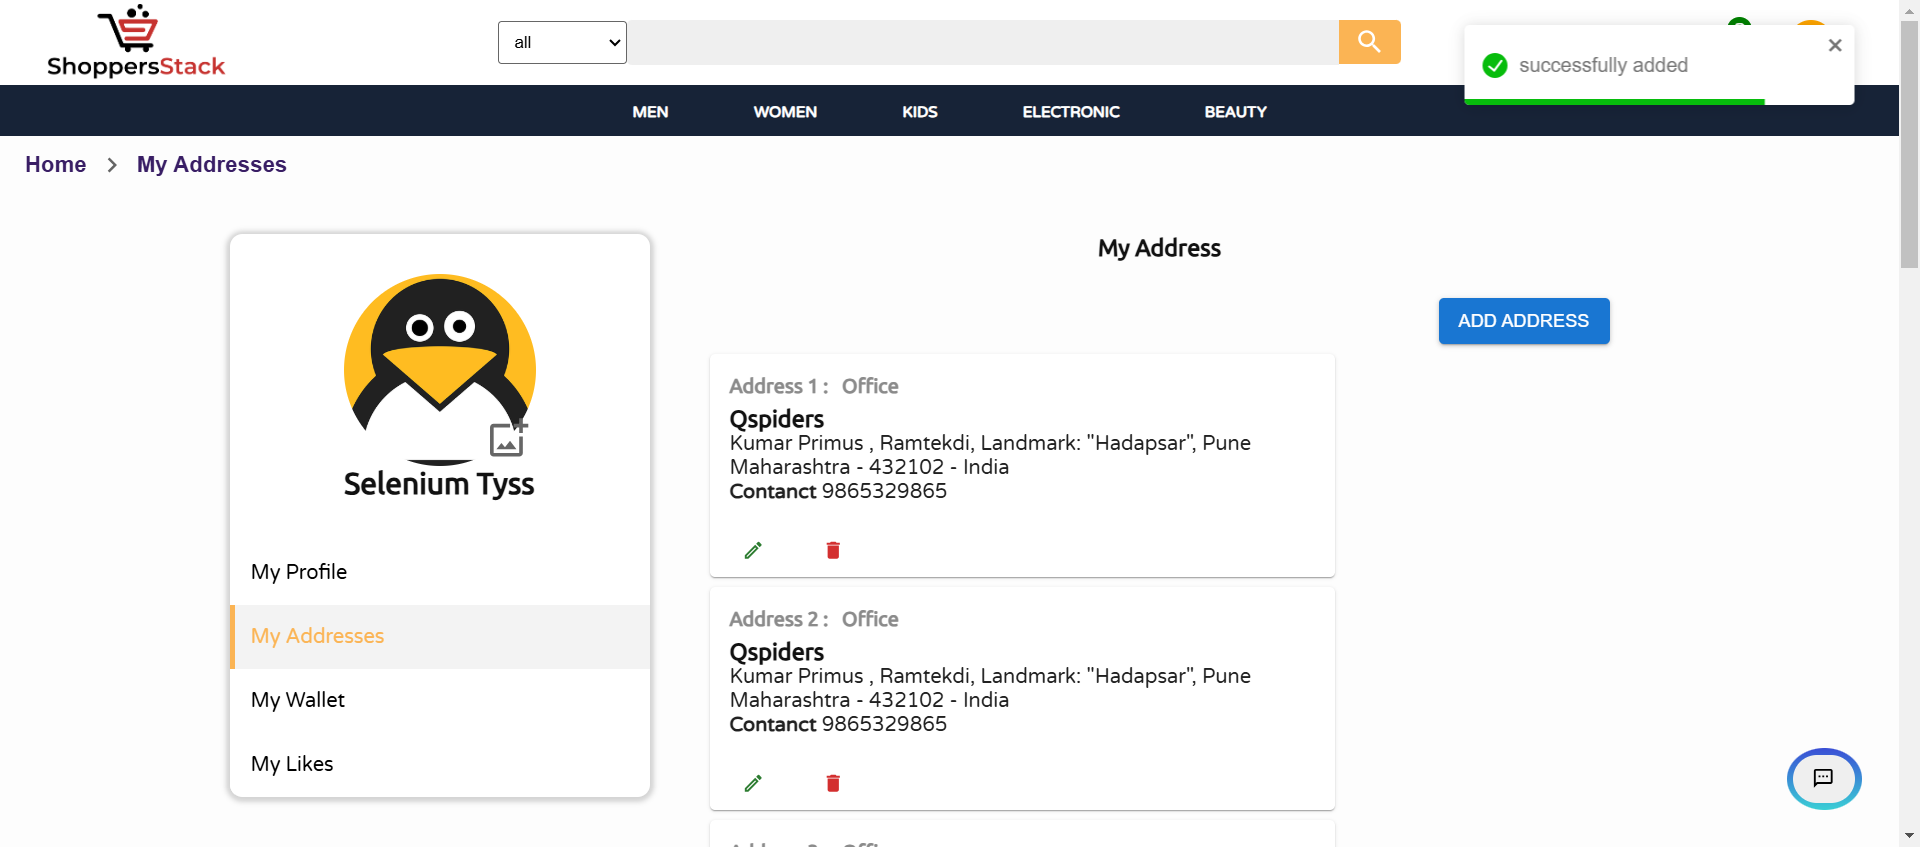 ShoppersStack
all
successfully added
MEN
WOMEN
KIDS
ELECTRONIC
BEAUTY
Home
My Addresses
My Address
ADD ADDRESS
Selenium Tyss
My Profile
My Addresses
My Wallet
My Likes
Address 1 : Office
Qspiders
Kumar Primus , Ramtekdi, Landmark: "Hadapsar", Pune
Maharashtra - 432102 - India
Contanct 9865329865
Address 2 : Office
Qspiders
Kumar Primus , Ramtekdi, Landmark: "Hadapsar", Pune
Maharashtra - 432102 - India
Contanct 9865329865